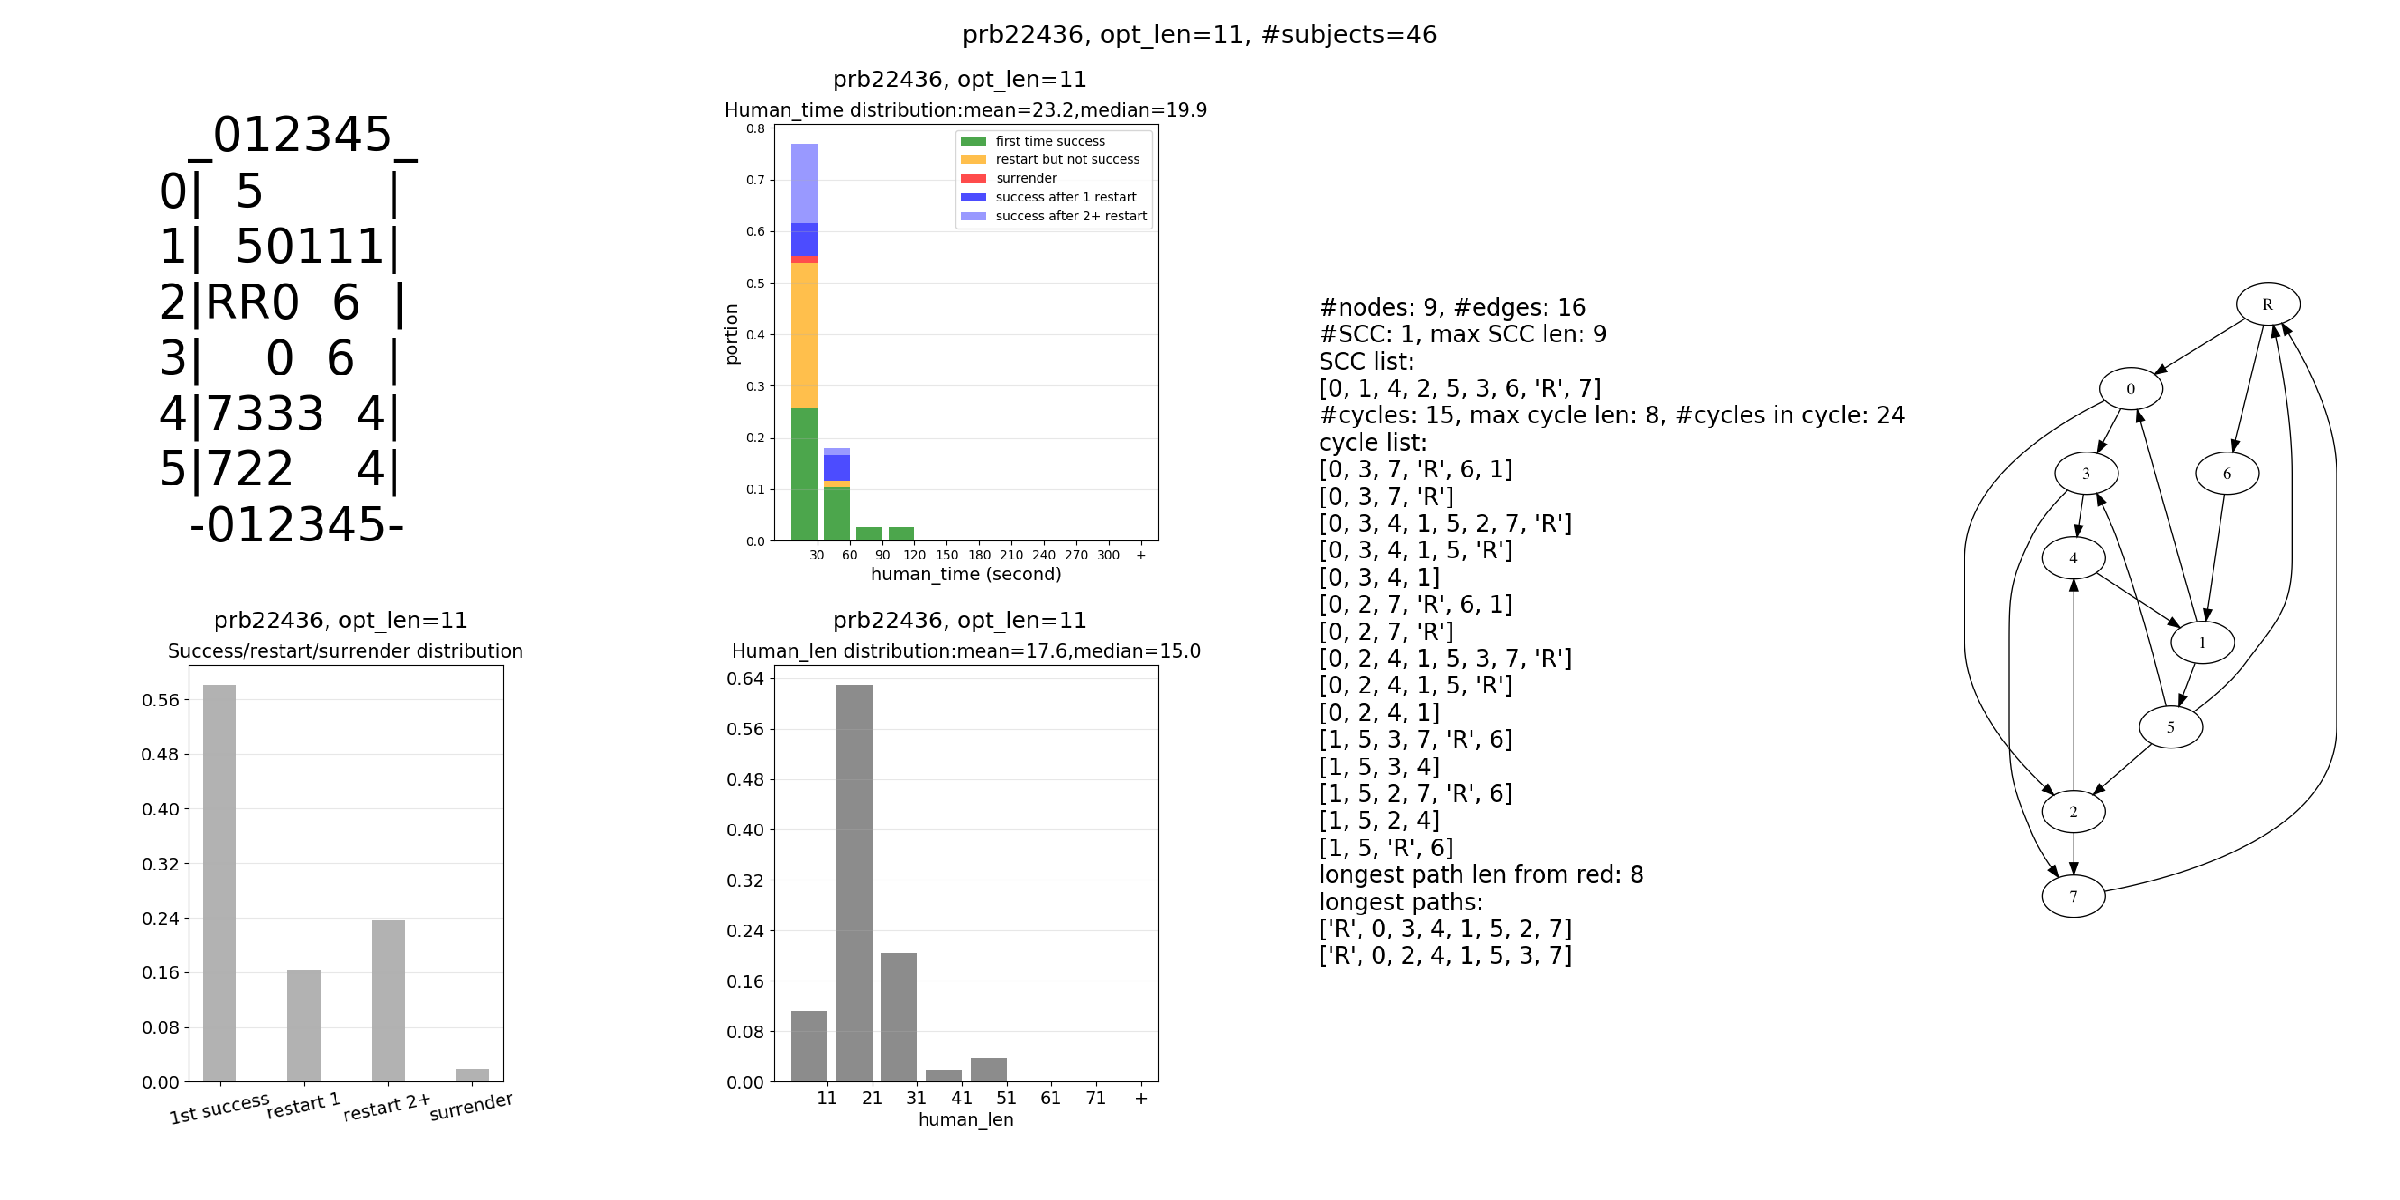 prb22436, opt_len=11, #subjects=46
_012345_
0|  5        |
1|  50111|
2|RR0  6  |
3|    0  6  |
4|7333  4|
5|722    4|
-012345-
prb22436, opt_len=11
Human_time distribution:mean=23.2,median=19.9
0.8
0.7
0.6
0.5
0.4
0.3
0.2
0.1
0.0
portion
first time success
restart but not success
surrender
success after 1 restart
success after 2+ restart
30 60 90 120 150 180 210 240 270 300 +
human_time (second)
prb22436, opt_len=11
Success/restart/surrender distribution
0.56
0.48
0.40
0.32
0.24
0.16
0.08
0.00
1st success restart 1 restart 2+ surrender
prb22436, opt_len=11
Human_len distribution:mean=17.6,median=15.0
0.64
0.56
0.48
0.40
0.32
0.24
0.16
0.08
0.00
11 21 31 41 51 61 71 +
human_len
#nodes: 9, #edges: 16
#SCC: 1, max SCC len: 9
SCC list:
[0, 1, 4, 2, 5, 3, 6, 'R', 7]
#cycles: 15, max cycle len: 8, #cycles in cycle: 24
cycle list:
[0, 3, 7, 'R', 6, 1]
[0, 3, 7, 'R']
[0, 3, 4, 1, 5, 2, 7, 'R']
[0, 3, 4, 1, 5, 'R']
[0, 3, 4, 1]
[0, 2, 7, 'R', 6, 1]
[0, 2, 7, 'R']
[0, 2, 4, 1, 5, 3, 7, 'R']
[0, 2, 4, 1, 5, 'R']
[0, 2, 4, 1]
[1, 5, 3, 7, 'R', 6]
[1, 5, 3, 4]
[1, 5, 2, 7, 'R', 6]
[1, 5, 2, 4]
[1, 5, 'R', 6]
longest path len from red: 8
longest paths:
['R', 0, 3, 4, 1, 5, 2, 7]
['R', 0, 2, 4, 1, 5, 3, 7]
R
0
3
6
4
1
5
2
7